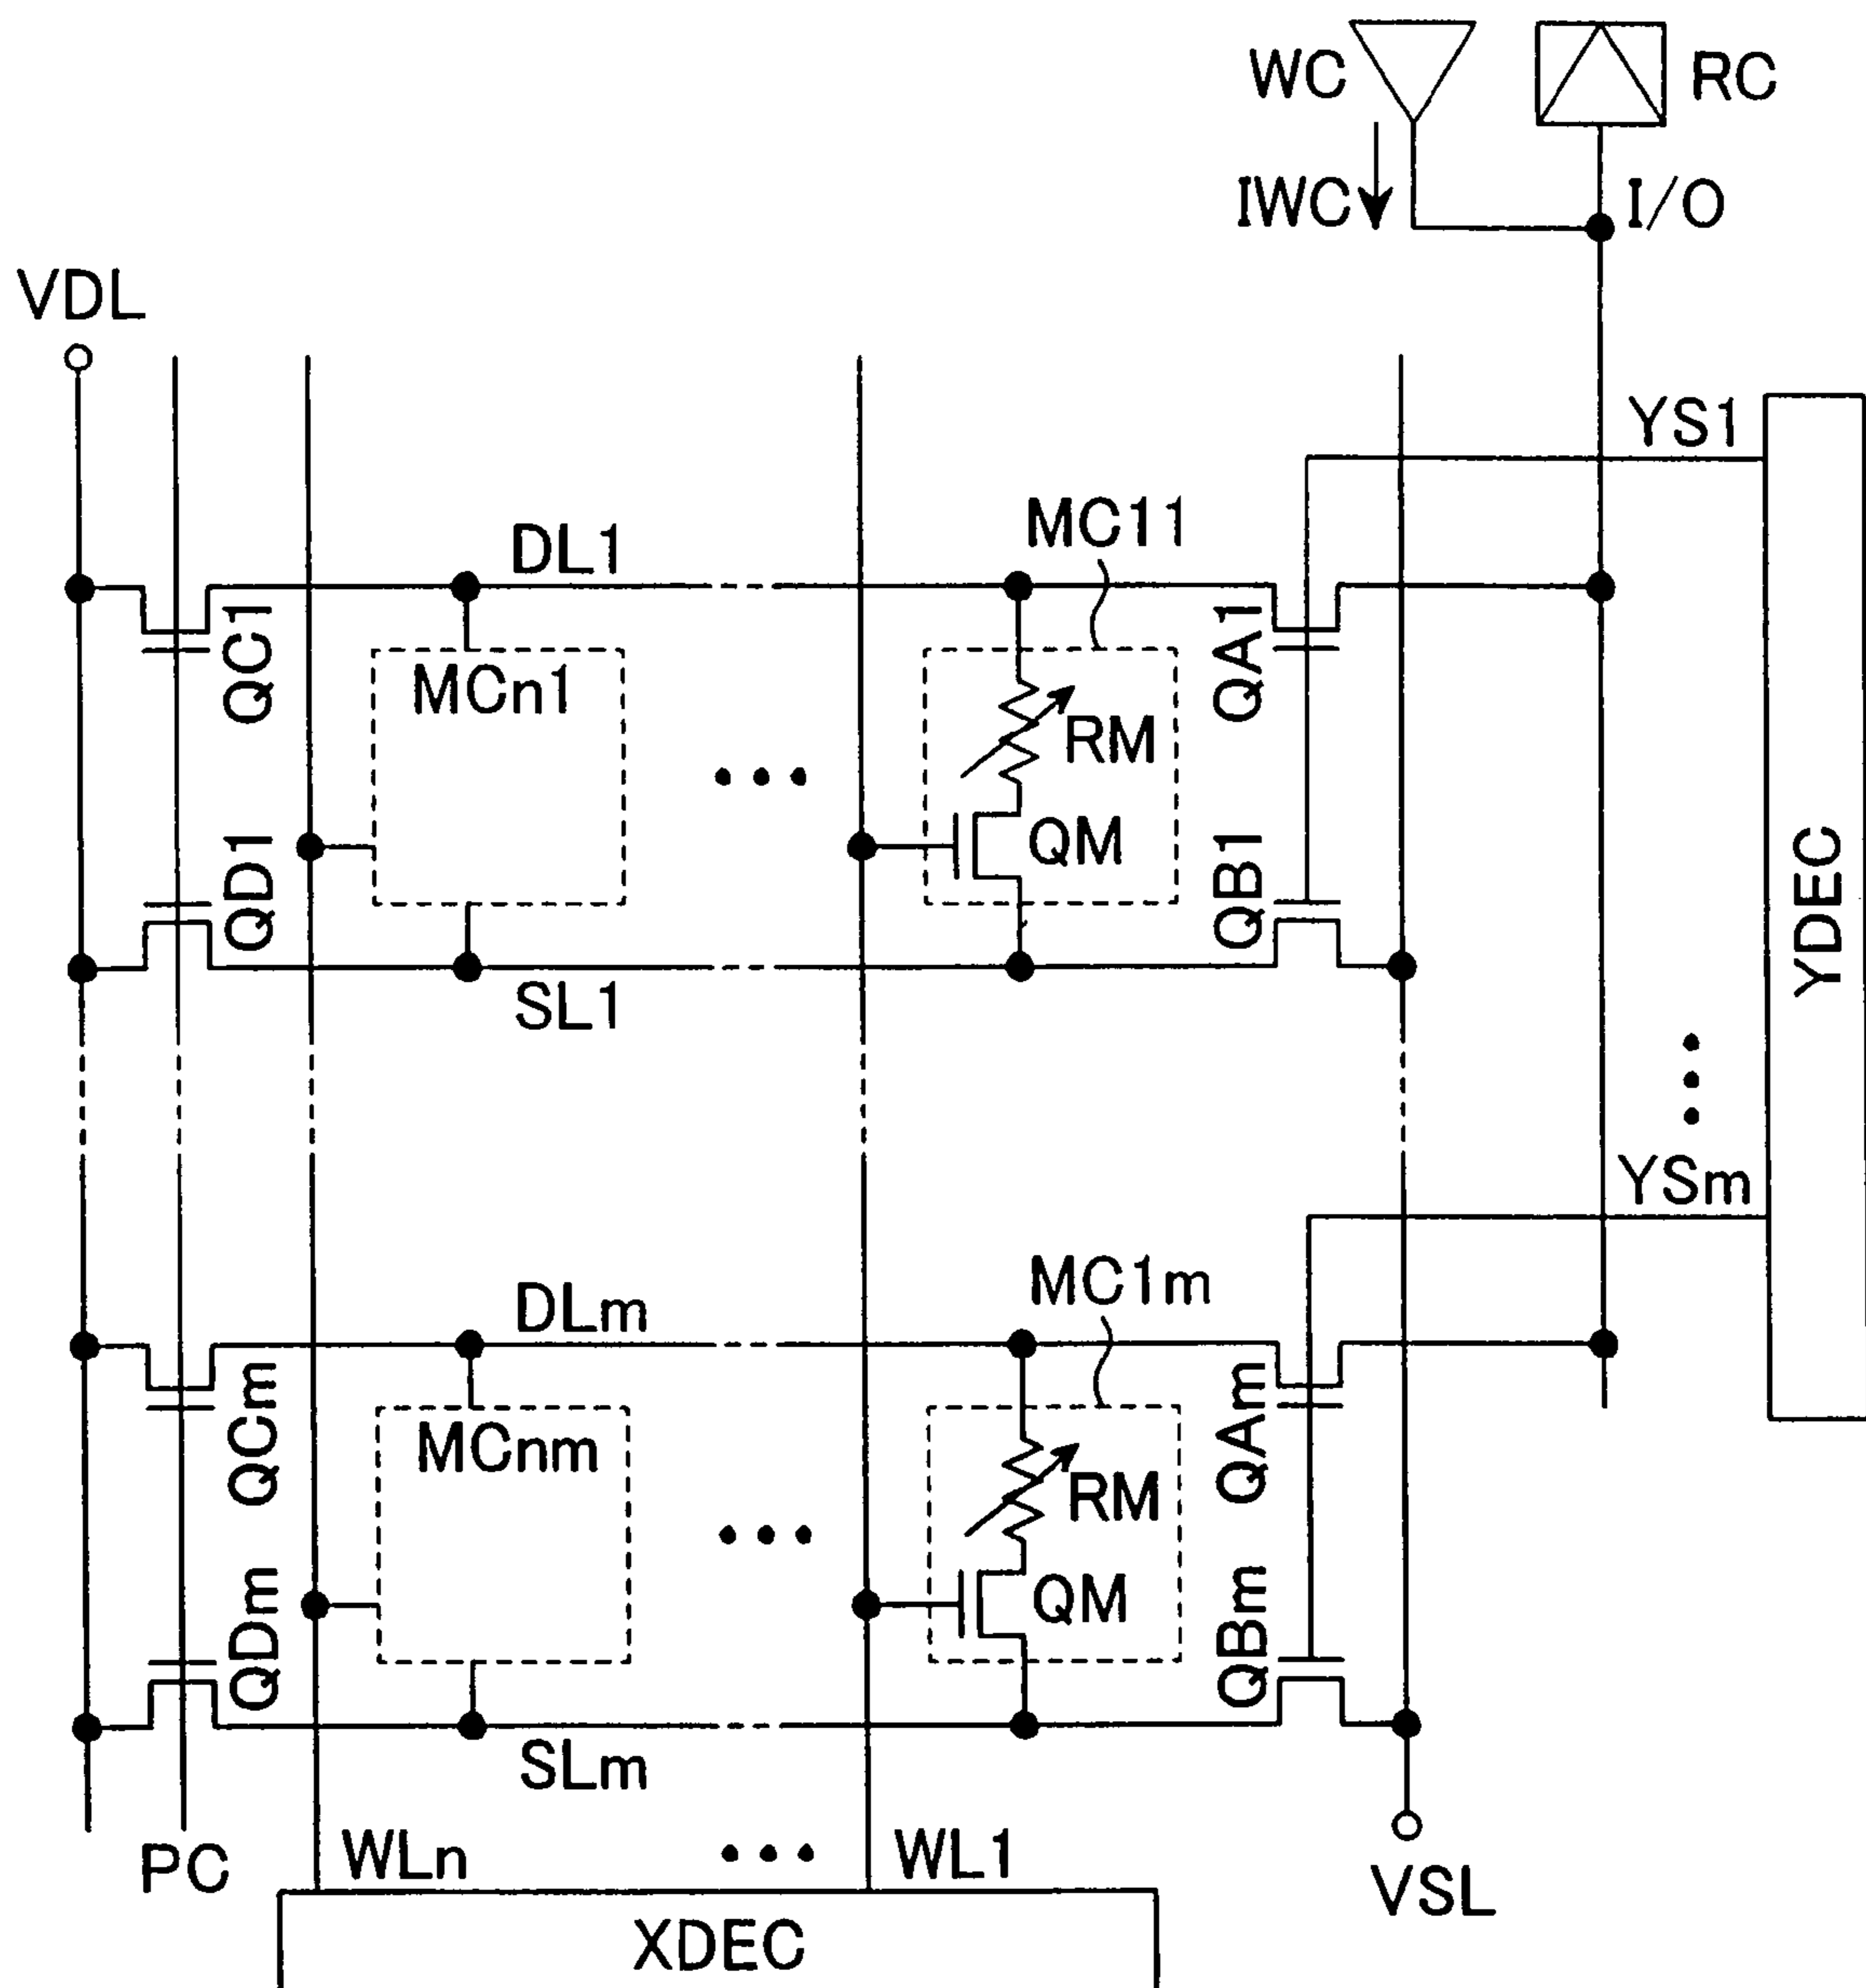 WC
RC
IWC
I/O
VDL
YS1
MC11
DL1
QC1
MCn1
QA1
RM
QM
QD1
QB1
YDEC
SL1
YSm
MC1m
DLm
QCm
MCnm
QAm
RM
QM
QDm
QBm
SLm
PC
WLn
WL1
VSL
XDEC